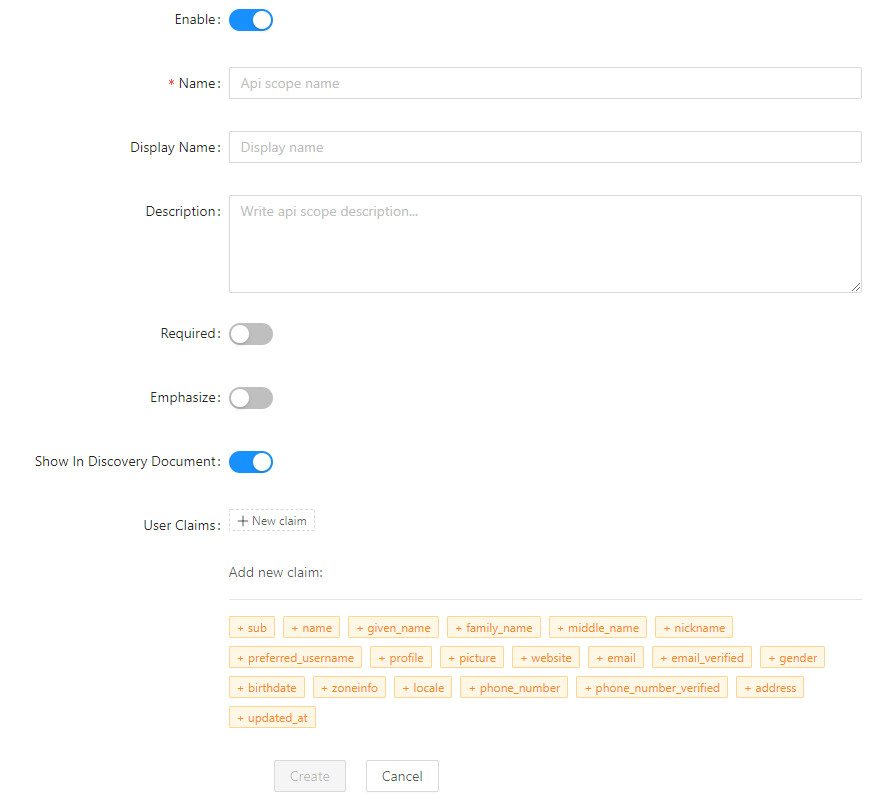 Enable:
* Name: Api scope name
Display Name: Display name
Description: Write api scope description...
Required:
Emphasize:
Show In Discovery Document:
User Claims: + New claim
Add new claim:
+ sub + name + given_name + family_name + middle_name + nickname
+ preferred_username + profile + picture + website + email + email_verified + gender
+ birthdate + zoneinfo + locale + phone_number + phone_number_verified + address
+ updated_at
Create Cancel